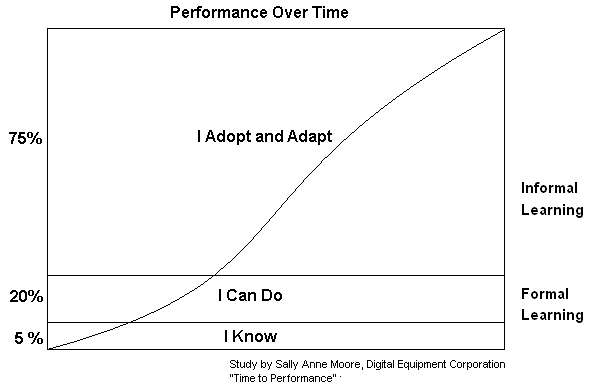 Performance Over Time
75%
I Adopt and Adapt
Informal
Learning
20%
I Can Do
Formal
Learning
5 %
I Know
Study by Sally Anne Moore, Digital Equipment Corporation
"Time to Performance"